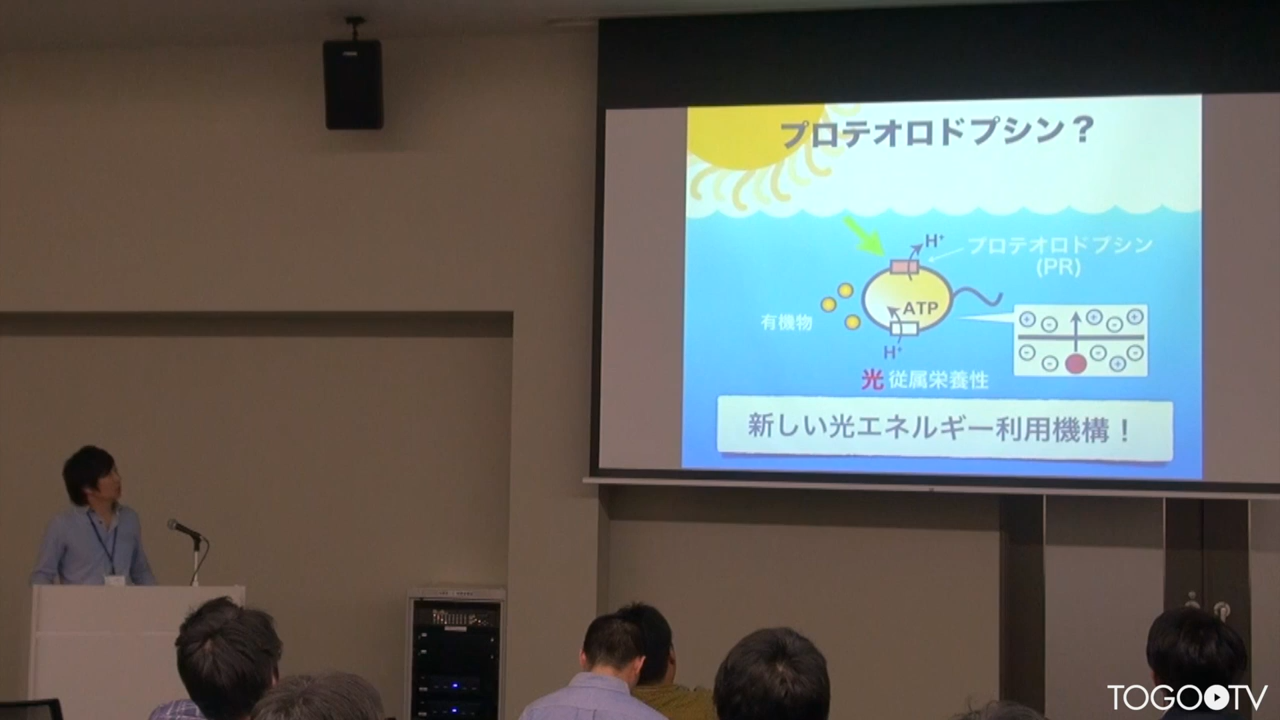 プロテオロドプシン？
H⁺
プロテオロドプシン
(PR)
ATP
有機物
H⁺
光 従属栄養性
新しい光エネルギー利用機構！
TOGOTV